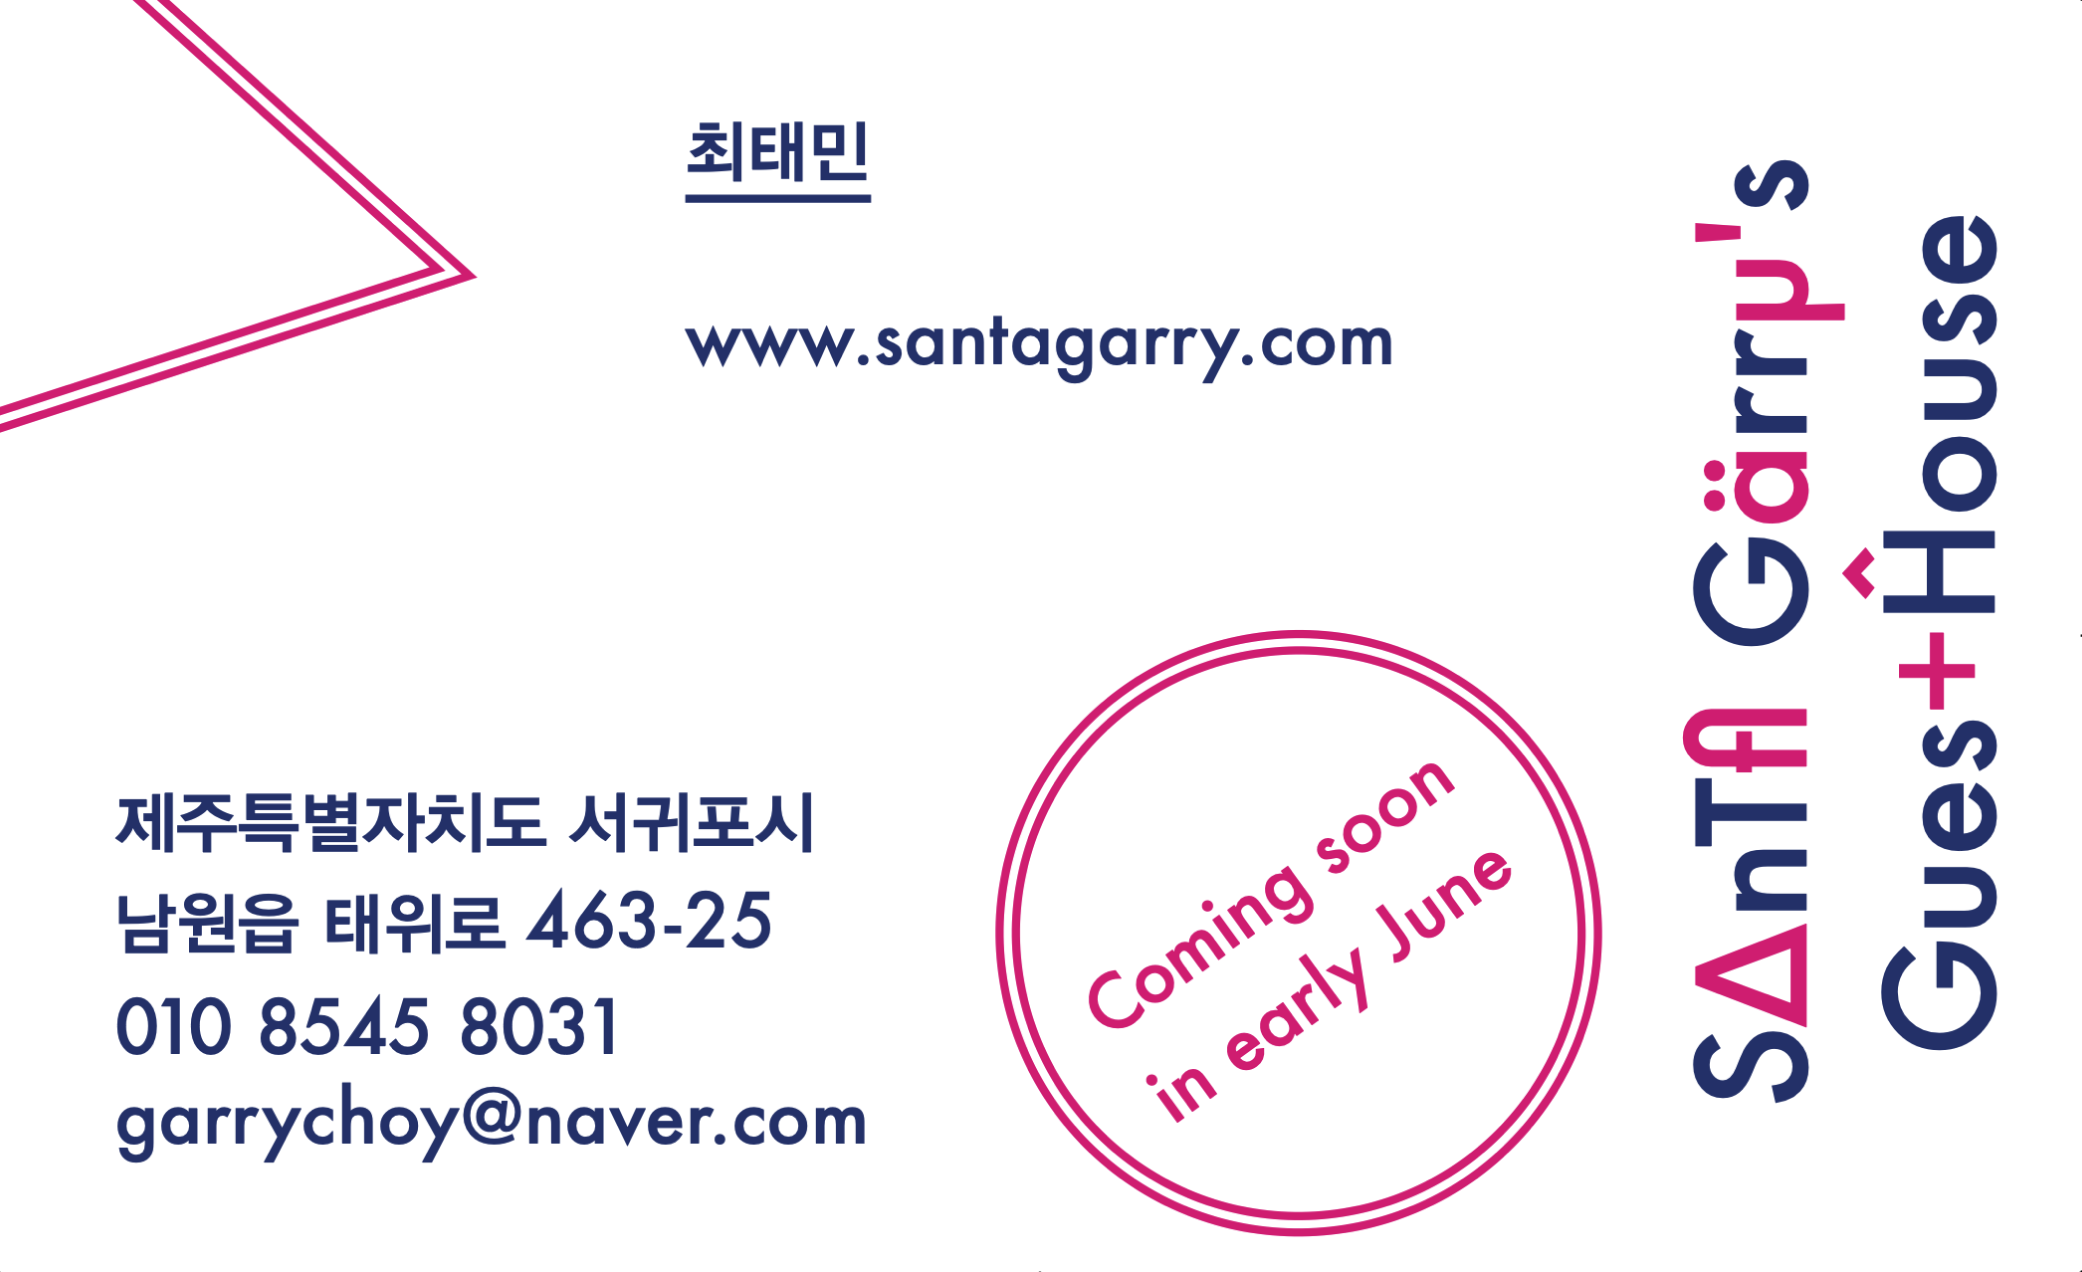 최태민
www.santagarry.com
제주특별자치도 서귀포시
남원읍 태위로 463-25
010 8545 8031
garrychoy@naver.com
Coming soon
in early June
SΔnTA Gärrμ's
Gues+Ĥouse